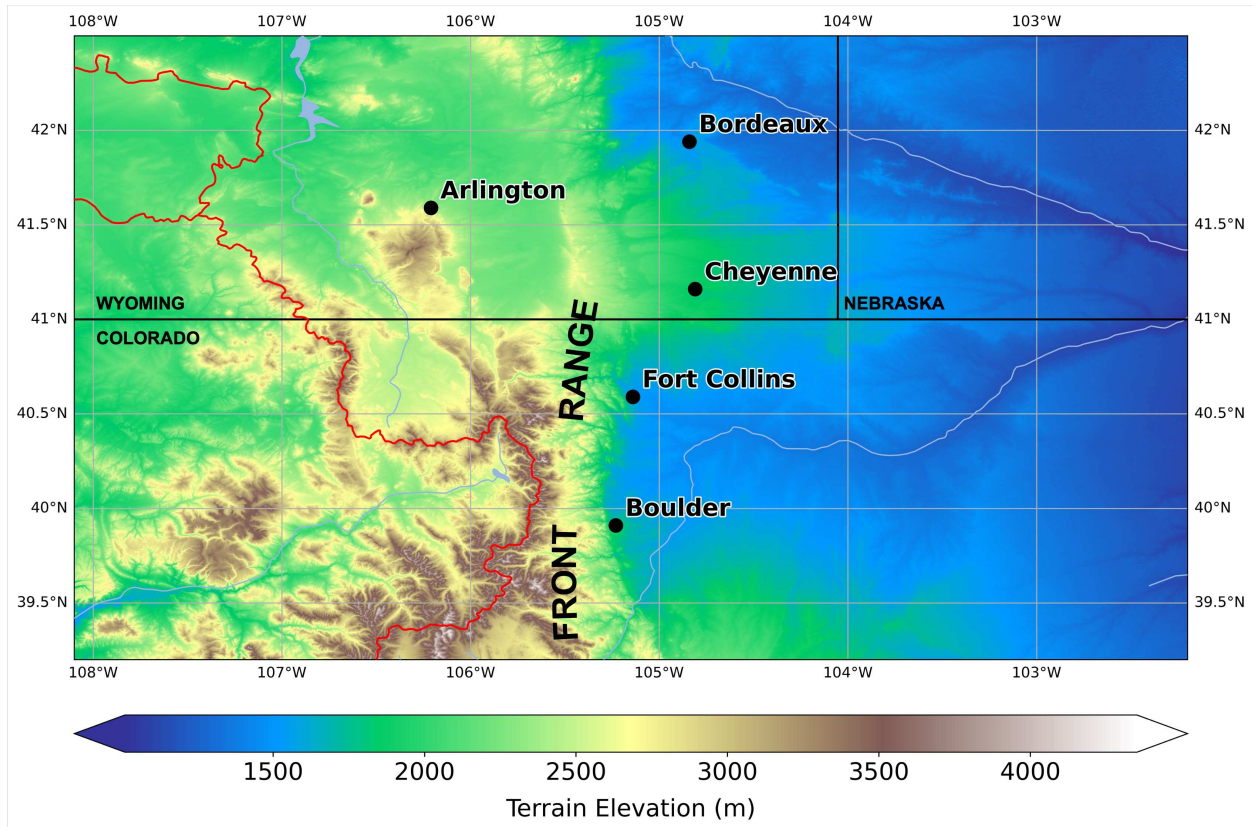 108°W 107°W 106°W 105°W 104°W 103°W
42°N 42°N
Bordeaux
Arlington
41.5°N 41.5°N
Cheyenne
WYOMING
NEBRASKA
41°N 41°N
COLORADO
RANGE
Fort Collins
40.5°N 40.5°N
40°N 40°N
Boulder
FRONT
39.5°N 39.5°N
108°W 107°W 106°W 105°W 104°W 103°W
1500 2000 2500 3000 3500 4000
Terrain Elevation (m)